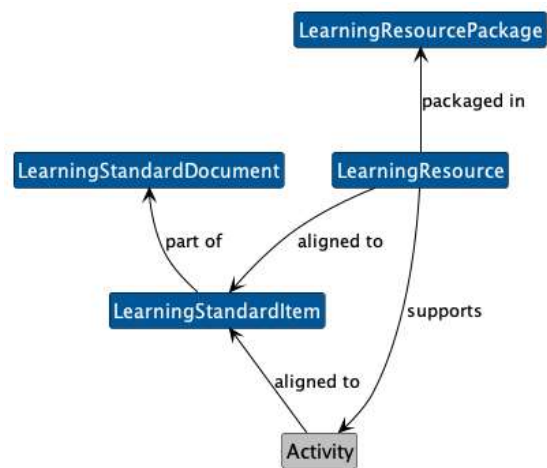 LearningResourcePackage
packaged in
LearningStandardDocument
LearningResource
part of
aligned to
LearningStandardItem
supports
aligned to
Activity